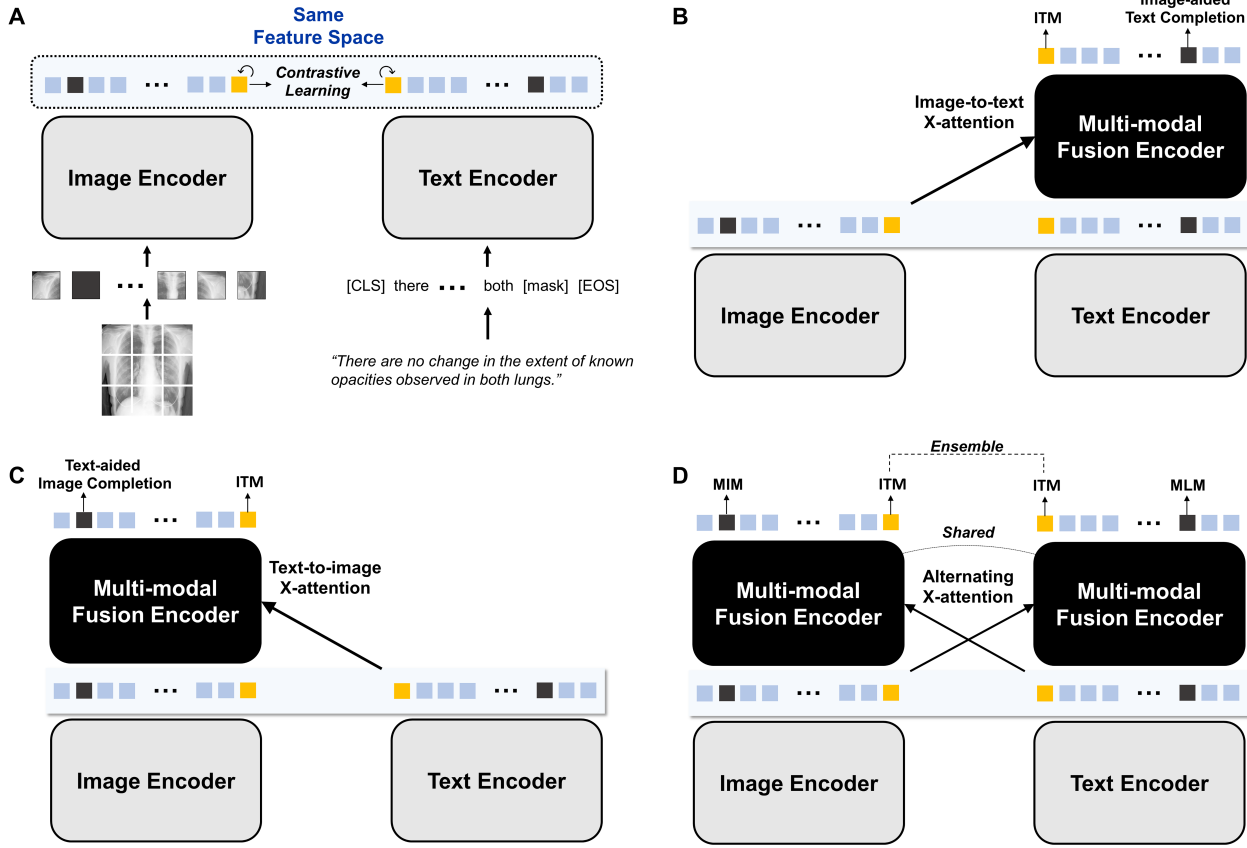 A
Same
Feature Space
Contrastive
Learning
Image Encoder
Text Encoder
[CLS] there ... both [mask] [EOS]
“There are no change in the extent of known
opacities observed in both lungs.”
B
ITM
Image-aided
Text Completion
Image-to-text
X-attention
Multi-modal
Fusion Encoder
Image Encoder
Text Encoder
C
Text-aided
Image Completion
ITM
Multi-modal
Fusion Encoder
Text-to-image
X-attention
Image Encoder
Text Encoder
D
Ensemble
MIM
ITM
ITM
MLM
Shared
Multi-modal
Fusion Encoder
Alternating
X-attention
Multi-modal
Fusion Encoder
Image Encoder
Text Encoder